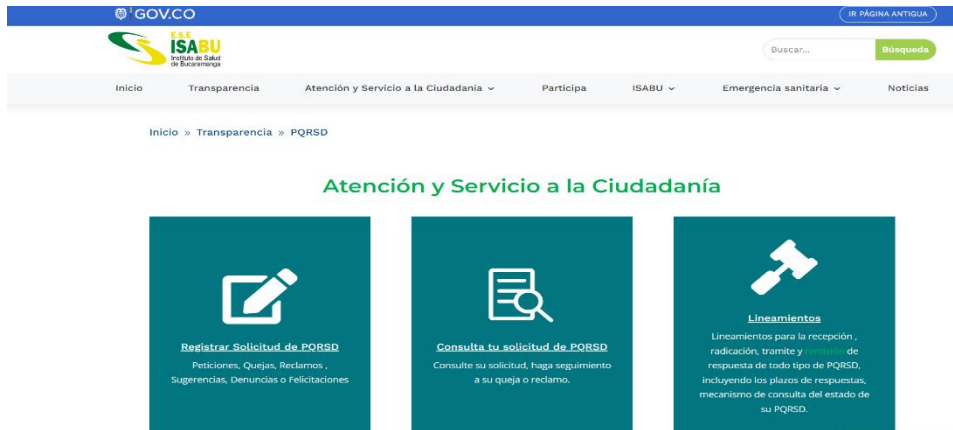 GOV.CO
IR PÁGINA ANTIGUA
E.S.E
ISABU
Instituto de Salud
de Bucaramanga
Buscar...
Búsqueda
Inicio
Transparencia
Atención y Servicio a la Ciudadanía
Participa
ISABU
Emergencia sanitaria
Noticias
Inicio » Transparencia » PQRSD
Atención y Servicio a la Ciudadanía
Registrar Solicitud de PQRSD
Peticiones, Quejas, Reclamos ,
Sugerencias, Denuncias o Felicitaciones
Consulta tu solicitud de PQRSD
Consulte su solicitud, haga seguimiento
a su queja o reclamo.
Lineamientos
Lineamientos para la recepción ,
radicación, tramite y remisión de
respuesta de todo tipo de PQRSD,
incluyendo los plazos de respuestas,
mecanismo de consulta del estado de
su PQRSD.